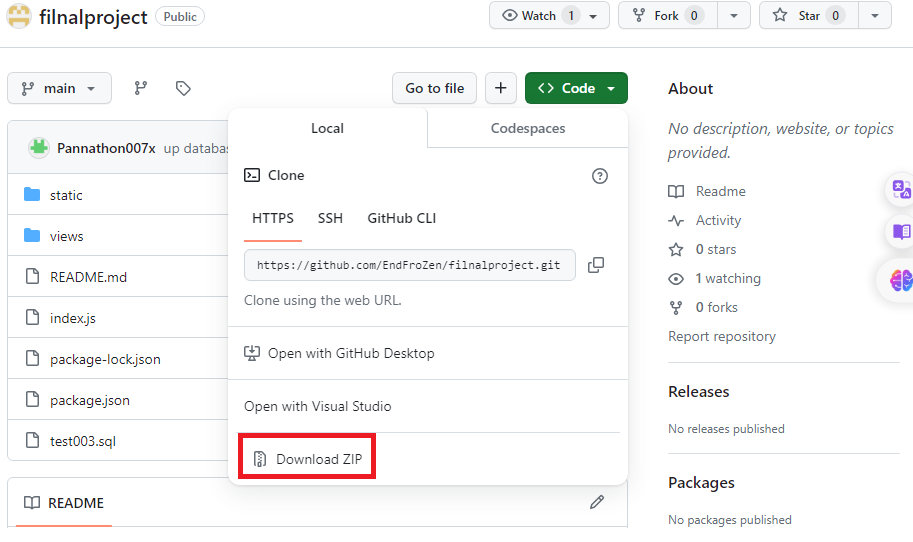 filnalproject Public
Watch 1
Fork 0
Star 0
main
Go to file
Code
Local
Codespaces
Pannathon007x up databas
static
views
README.md
index.js
package-lock.json
package.json
test003.sql
Clone
HTTPS SSH GitHub CLI
https://github.com/EndFroZen/filnalproject.git
Clone using the web URL.
Open with GitHub Desktop
Open with Visual Studio
Download ZIP
README
About
No description, website, or topics
provided.
Readme
Activity
0 stars
1 watching
0 forks
Report repository
Releases
No releases published
Packages
No packages published